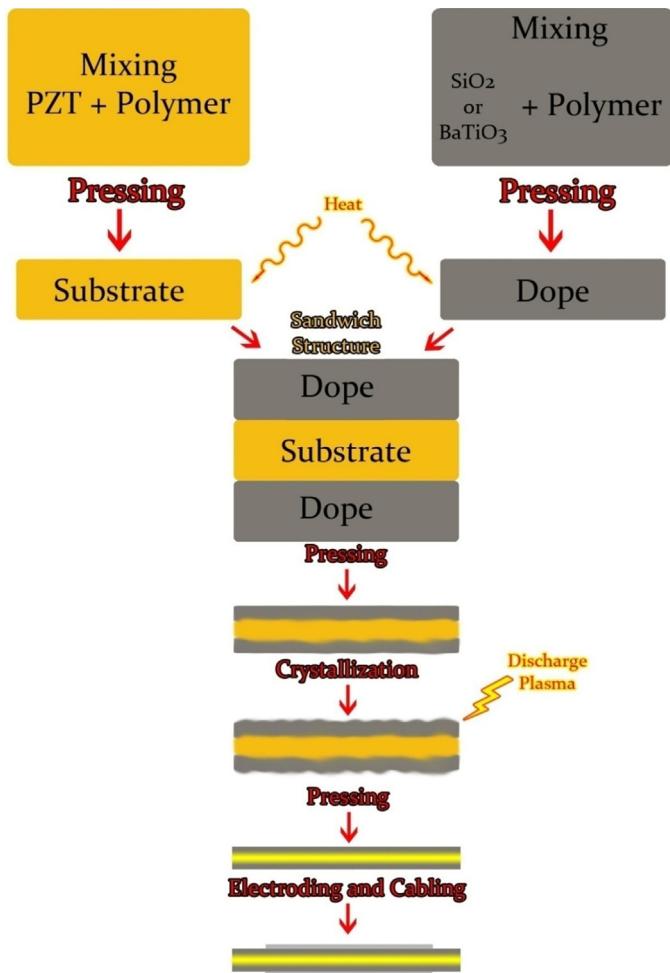 Mixing
PZT + Polymer
Mixing
SiO2
or
BaTiO3
+ Polymer
Pressing
Pressing
Heat
Substrate
Dope
Sandwich
Structure
Dope
Substrate
Dope
Pressing
Crystallization
Discharge
Plasma
Pressing
Electroding and Cabling